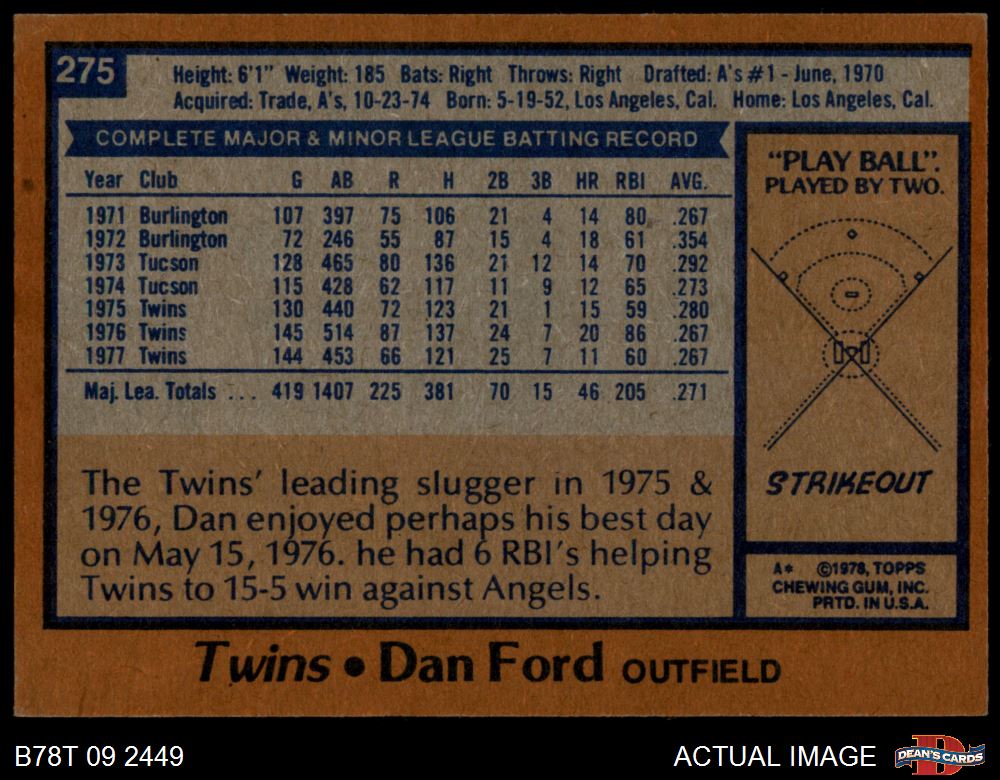 275
Height: 6'1" Weight: 185 Bats: Right Throws: Right Drafted: A's #1 - June, 1970
Acquired: Trade, A's, 10-23-74 Born: 5-19-52, Los Angeles, Cal. Home: Los Angeles, Cal.
COMPLETE MAJOR & MINOR LEAGUE BATTING RECORD
Year Club G AB R H 2B 3B HR RBI AVG.
1971 Burlington 107 397 75 106 21 4 14 80 .267
1972 Burlington 72 246 55 87 15 4 18 61 .354
1973 Tucson 128 465 80 136 21 12 14 70 .292
1974 Tucson 115 428 62 117 11 9 12 65 .273
1975 Twins 130 440 72 123 21 1 15 59 .280
1976 Twins 145 514 87 137 24 7 20 86 .267
1977 Twins 144 453 66 121 25 7 11 60 .267
Maj. Lea. Totals ... 419 1407 225 381 70 15 46 205 .271
The Twins' leading slugger in 1975 &
1976, Dan enjoyed perhaps his best day
on May 15, 1976. he had 6 RBI's helping
Twins to 15-5 win against Angels.
"PLAY BALL".
PLAYED BY TWO.
STRIKEOUT
A* ©1978, TOPPS
CHEWING GUM, INC.
PRTD. IN U.S.A.
Twins • Dan Ford OUTFIELD
B78T 09 2449
ACTUAL IMAGE
D
DEAN'S CARDS